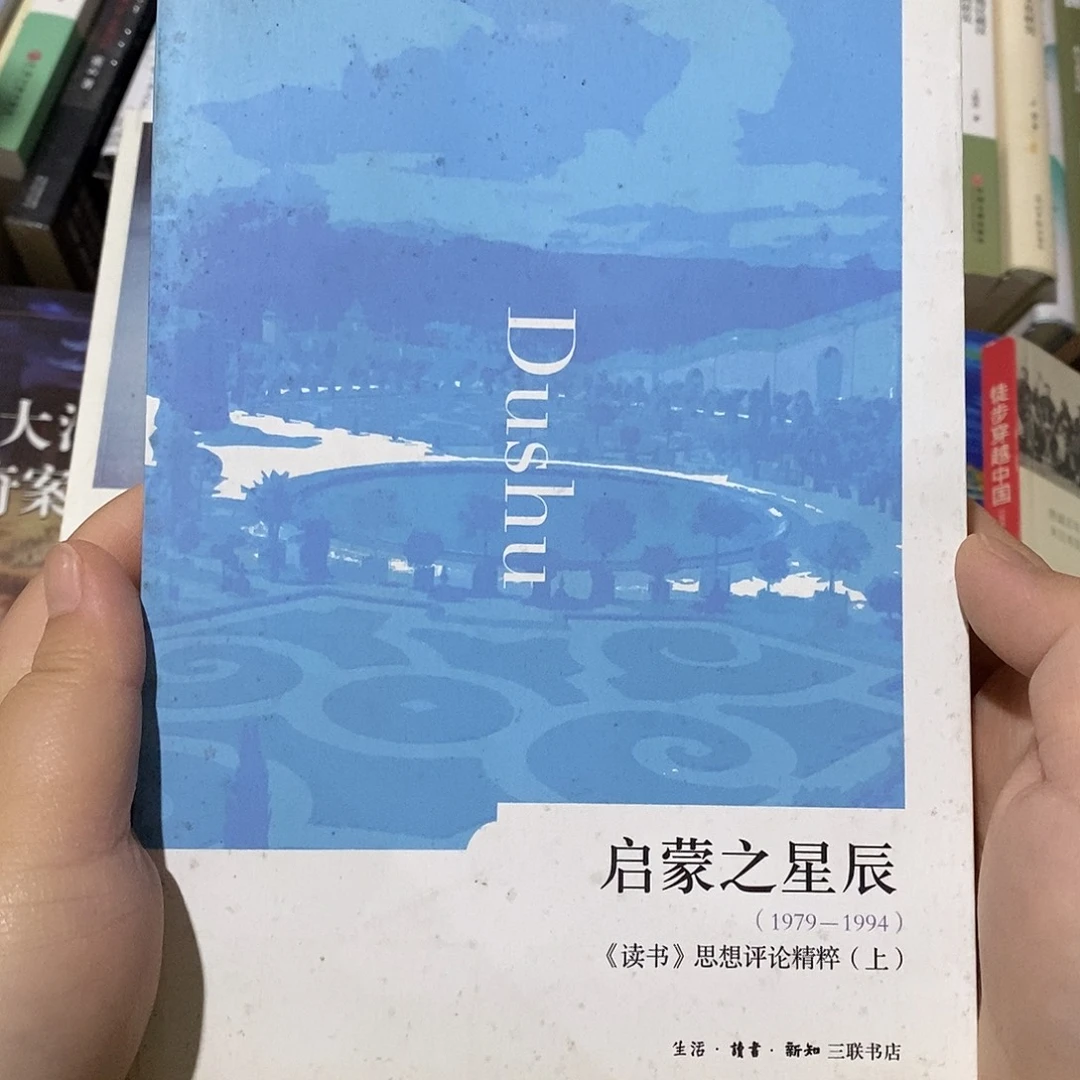 Dushu
启蒙之星辰
（1979—1994）
《读书》思想评论精粹（上）
生活·讀書·新知 三联书店
徒步穿越中国